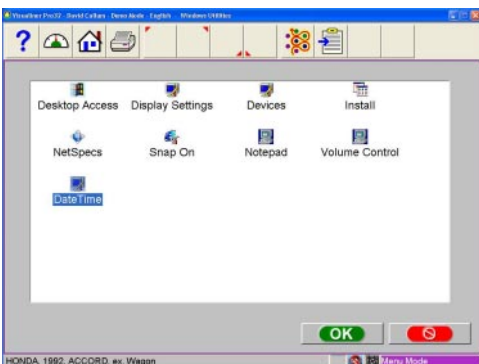 Visualiner Pro32 - David Collars - Demo Mode - English - Windows Utilities
?
Desktop Access Display Settings Devices Install
NetSpecs Snap On Notepad Volume Control
DateTime
OK
HONDA, 1992, ACCORD, ex. Wagon Menu Mode